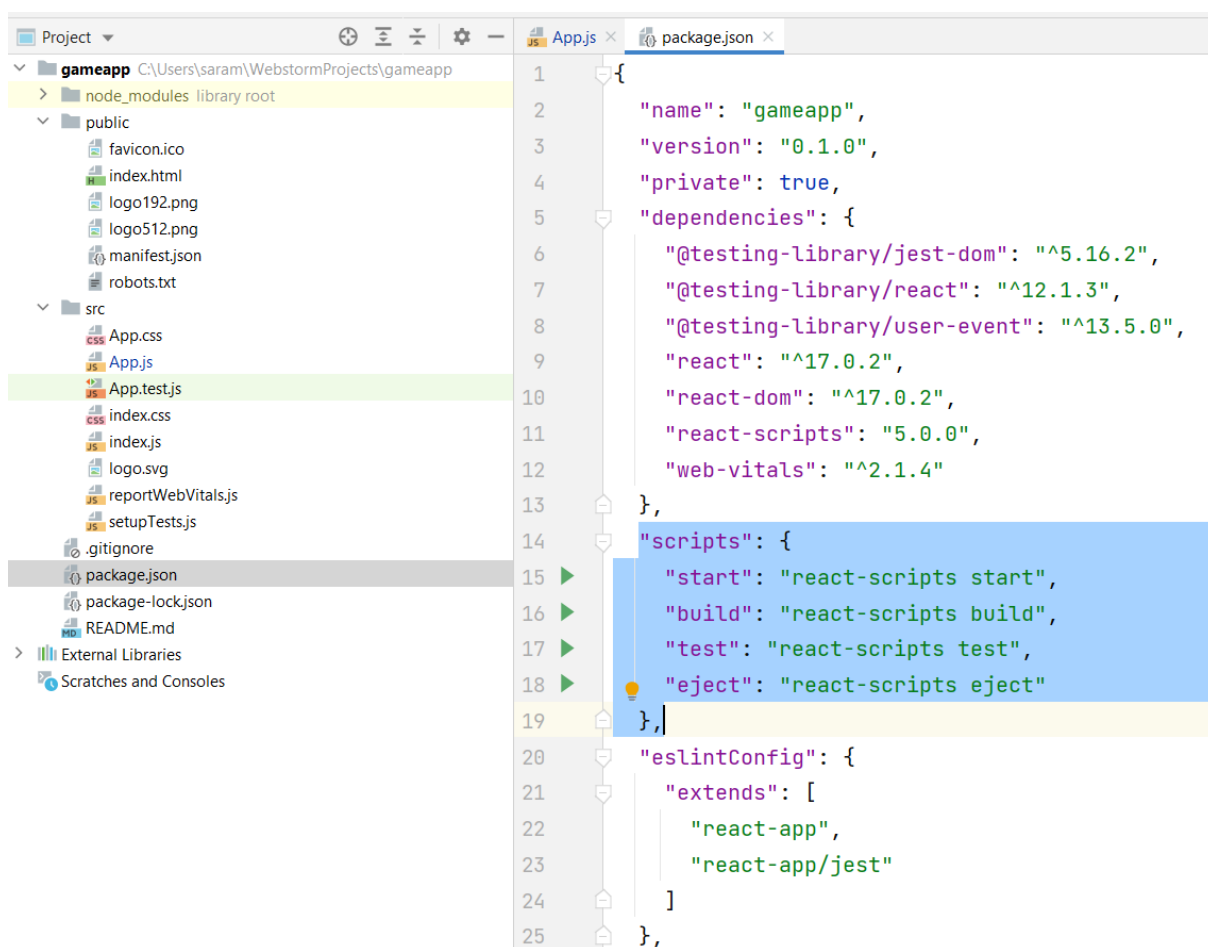 Project
gameapp C:\Users\saram\WebstormProjects\gameapp
node_modules library root
public
favicon.ico
index.html
logo192.png
logo512.png
manifest.json
robots.txt
src
App.css
App.js
App.test.js
index.css
index.js
logo.svg
reportWebVitals.js
setupTests.js
.gitignore
package.json
package-lock.json
README.md
External Libraries
Scratches and Consoles
App.js package.json
1 {
2 "name": "gameapp",
3 "version": "0.1.0",
4 "private": true,
5 "dependencies": {
6 "@testing-library/jest-dom": "^5.16.2",
7 "@testing-library/react": "^12.1.3",
8 "@testing-library/user-event": "^13.5.0",
9 "react": "^17.0.2",
10 "react-dom": "^17.0.2",
11 "react-scripts": "5.0.0",
12 "web-vitals": "^2.1.4"
13 },
14 "scripts": {
15 "start": "react-scripts start",
16 "build": "react-scripts build",
17 "test": "react-scripts test",
18 "eject": "react-scripts eject"
19 },
20 "eslintConfig": {
21 "extends": [
22 "react-app",
23 "react-app/jest"
24 ]
25 },